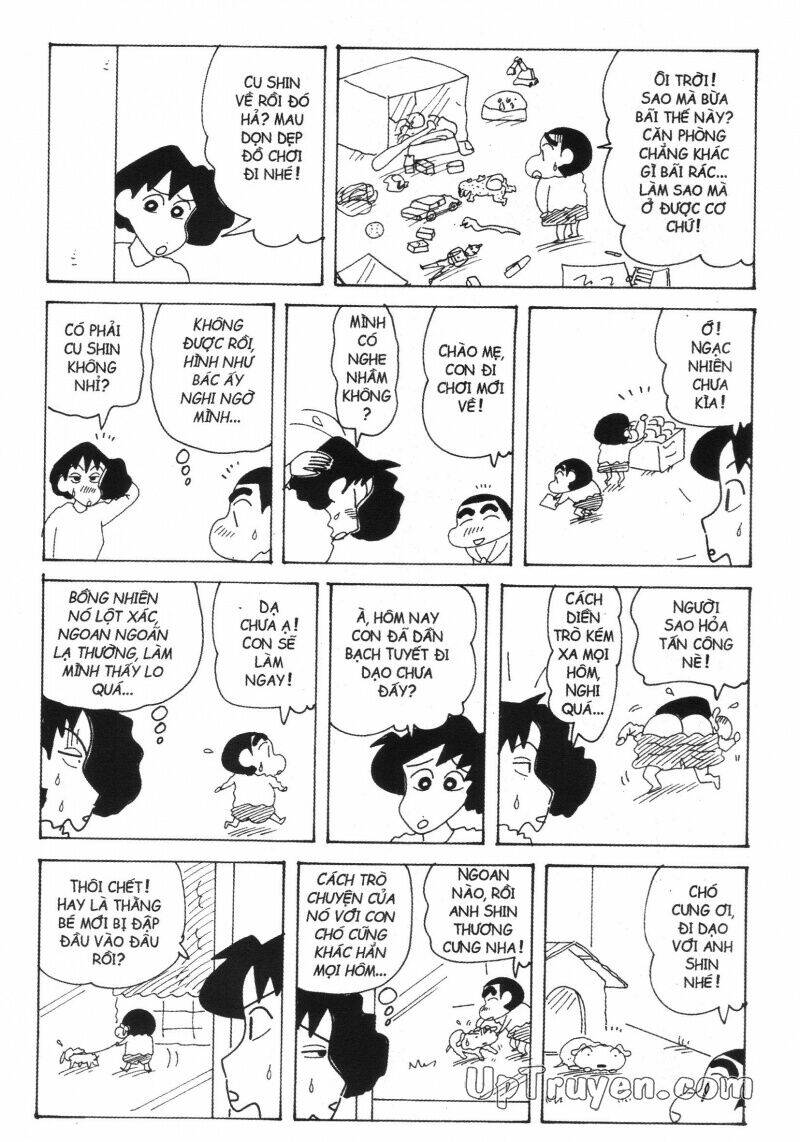 ÔI TRỜI!
SAO MÀ BỪA
BÃI THẾ NÀY?
CĂN PHÒNG
CHẲNG KHÁC
GÌ BÃI RÁC...
LÀM SAO MÀ
Ở ĐƯỢC CƠ
CHỨ!
CU SHIN
VỀ RỒI ĐÓ
HẢ? MAU
DỌN DẸP
ĐỒ CHƠI
ĐI NHÉ!
Ớ!
NGẠC
NHIÊN
CHƯA
KÌA!
CHÀO MẸ,
CON ĐI
CHƠI MỚI
VỀ!
MÌNH
CÓ
NGHE
NHẦM
KHÔNG
?
KHÔNG
ĐƯỢC RỒI,
HÌNH NHƯ
BÁC ẤY
NGHI NGỜ
MÌNH...
CÓ PHẢI
CU SHIN
KHÔNG
NHỈ?
NGƯỜI
SAO HỎA
TẤN CÔNG
NÈ!
CÁCH
DIỄN
TRÒ KÉM
XA MỌI
HÔM,
NGHI
QUÁ...
À, HÔM NAY
CON ĐÃ DẪN
BẠCH TUYẾT ĐI
DẠO CHƯA
ĐẤY?
DẠ
CHƯA Ạ!
CON SẼ
LÀM
NGAY!
BỖNG NHIÊN
NÓ LỘT XÁC,
NGOAN NGOÃN
LẠ THƯỜNG, LÀM
MÌNH THẤY LO
QUÁ...
CHÓ
CƯNG ƠI,
ĐI DẠO
VỚI ANH
SHIN
NHÉ!
NGOAN
NÀO, RỒI
ANH SHIN
THƯƠNG
CƯNG NHA!
CÁCH TRÒ
CHUYỆN CỦA
NÓ VỚI CON
CHÓ CŨNG
KHÁC HẲN
MỌI HÔM...
THÔI CHẾT!
HAY LÀ THẰNG
BÉ MỚI BỊ ĐẬP
ĐẦU VÀO ĐÂU
RỒI?
UpTruyen.com